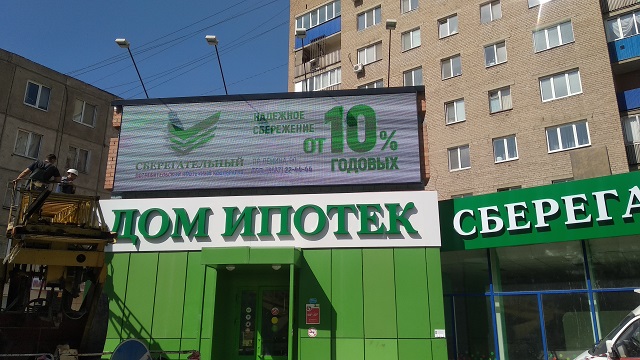 НАДЕЖНОЕ
СБЕРЕЖЕНИЕ
ОТ 10%
ГОДОВЫХ
СБЕРЕГАТЕЛЬНЫЙ
ДОМ ИПОТЕК
СБЕРЕГА